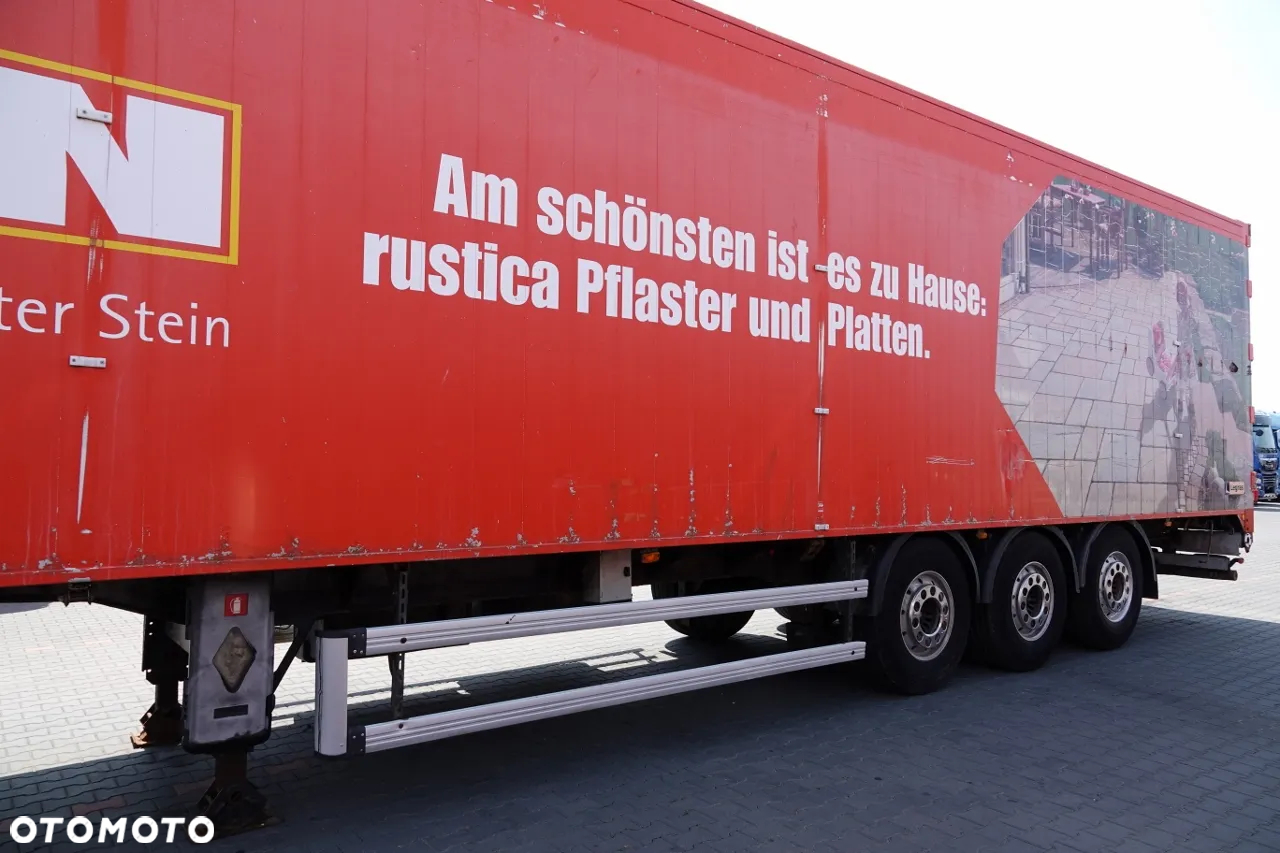 N
ter Stein
Am schönsten ist es zu Hause:
rustica Pflaster und Platten.
OTOMOTO